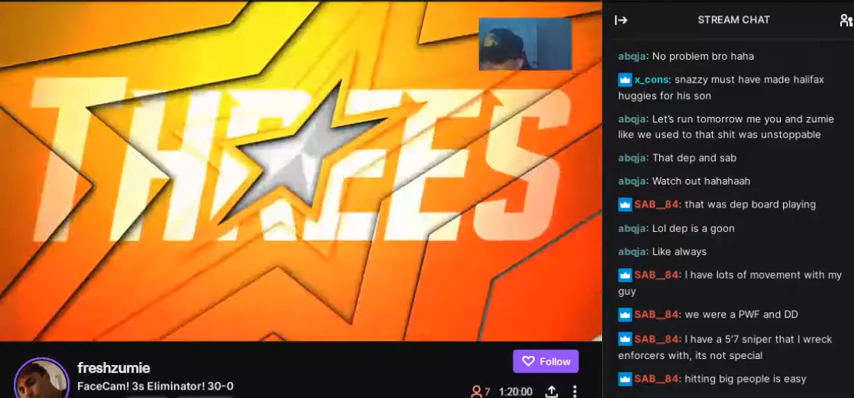 STREAM CHAT
THREES
abqja: No problem bro haha
x_cons: snazzy must have made halifax
huggies for his son
abqja: Let's run tomorrow me you and zumie
like we used to that shit was unstoppable
abqja: That dep and sab
abqja: Watch out hahahaah
SAB__84: that was dep board playing
abqja: Lol dep is a goon
abqja: Like always
SAB__84: I have lots of movement with my
guy
SAB__84: we were a PWF and DD
SAB__84: I have a 5'7 sniper that I wreck
enforcers with, its not special
SAB__84: hitting big people is easy
freshzumie
Follow
FaceCam! 3s Eliminator! 30-0
7 1:20:00